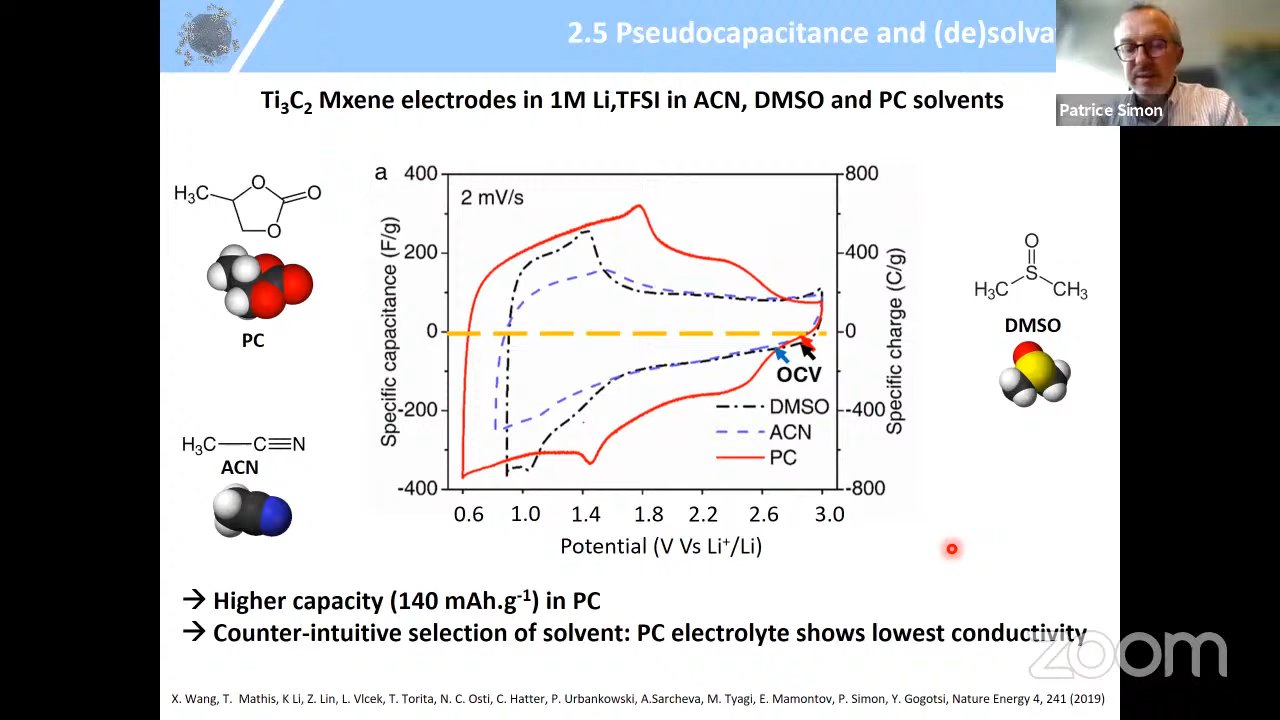 2.5 Pseudocapacitance and (de)solva
Patrice Simon
Ti3C2 Mxene electrodes in 1M Li,TFSI in ACN, DMSO and PC solvents
H3C
O
O
O
PC
H3C—C≡N
ACN
a
2 mV/s
400
200
0
-200
-400
Specific capacitance (F/g)
800
400
0
-400
-800
Specific charge (C/g)
OCV
DMSO
ACN
PC
0.6 1.0 1.4 1.8 2.2 2.6 3.0
Potential (V Vs Li+/Li)
O
S
H3C CH3
DMSO
→ Higher capacity (140 mAh.g-1) in PC
→ Counter-intuitive selection of solvent: PC electrolyte shows lowest conductivity
zoom
X. Wang, T. Mathis, K Li, Z. Lin, L. Vlcek, T. Torita, N. C. Osti, C. Hatter, P. Urbankowski, A.Sarcheva, M. Tyagi, E. Mamontov, P. Simon, Y. Gogotsi, Nature Energy 4, 241 (2019)